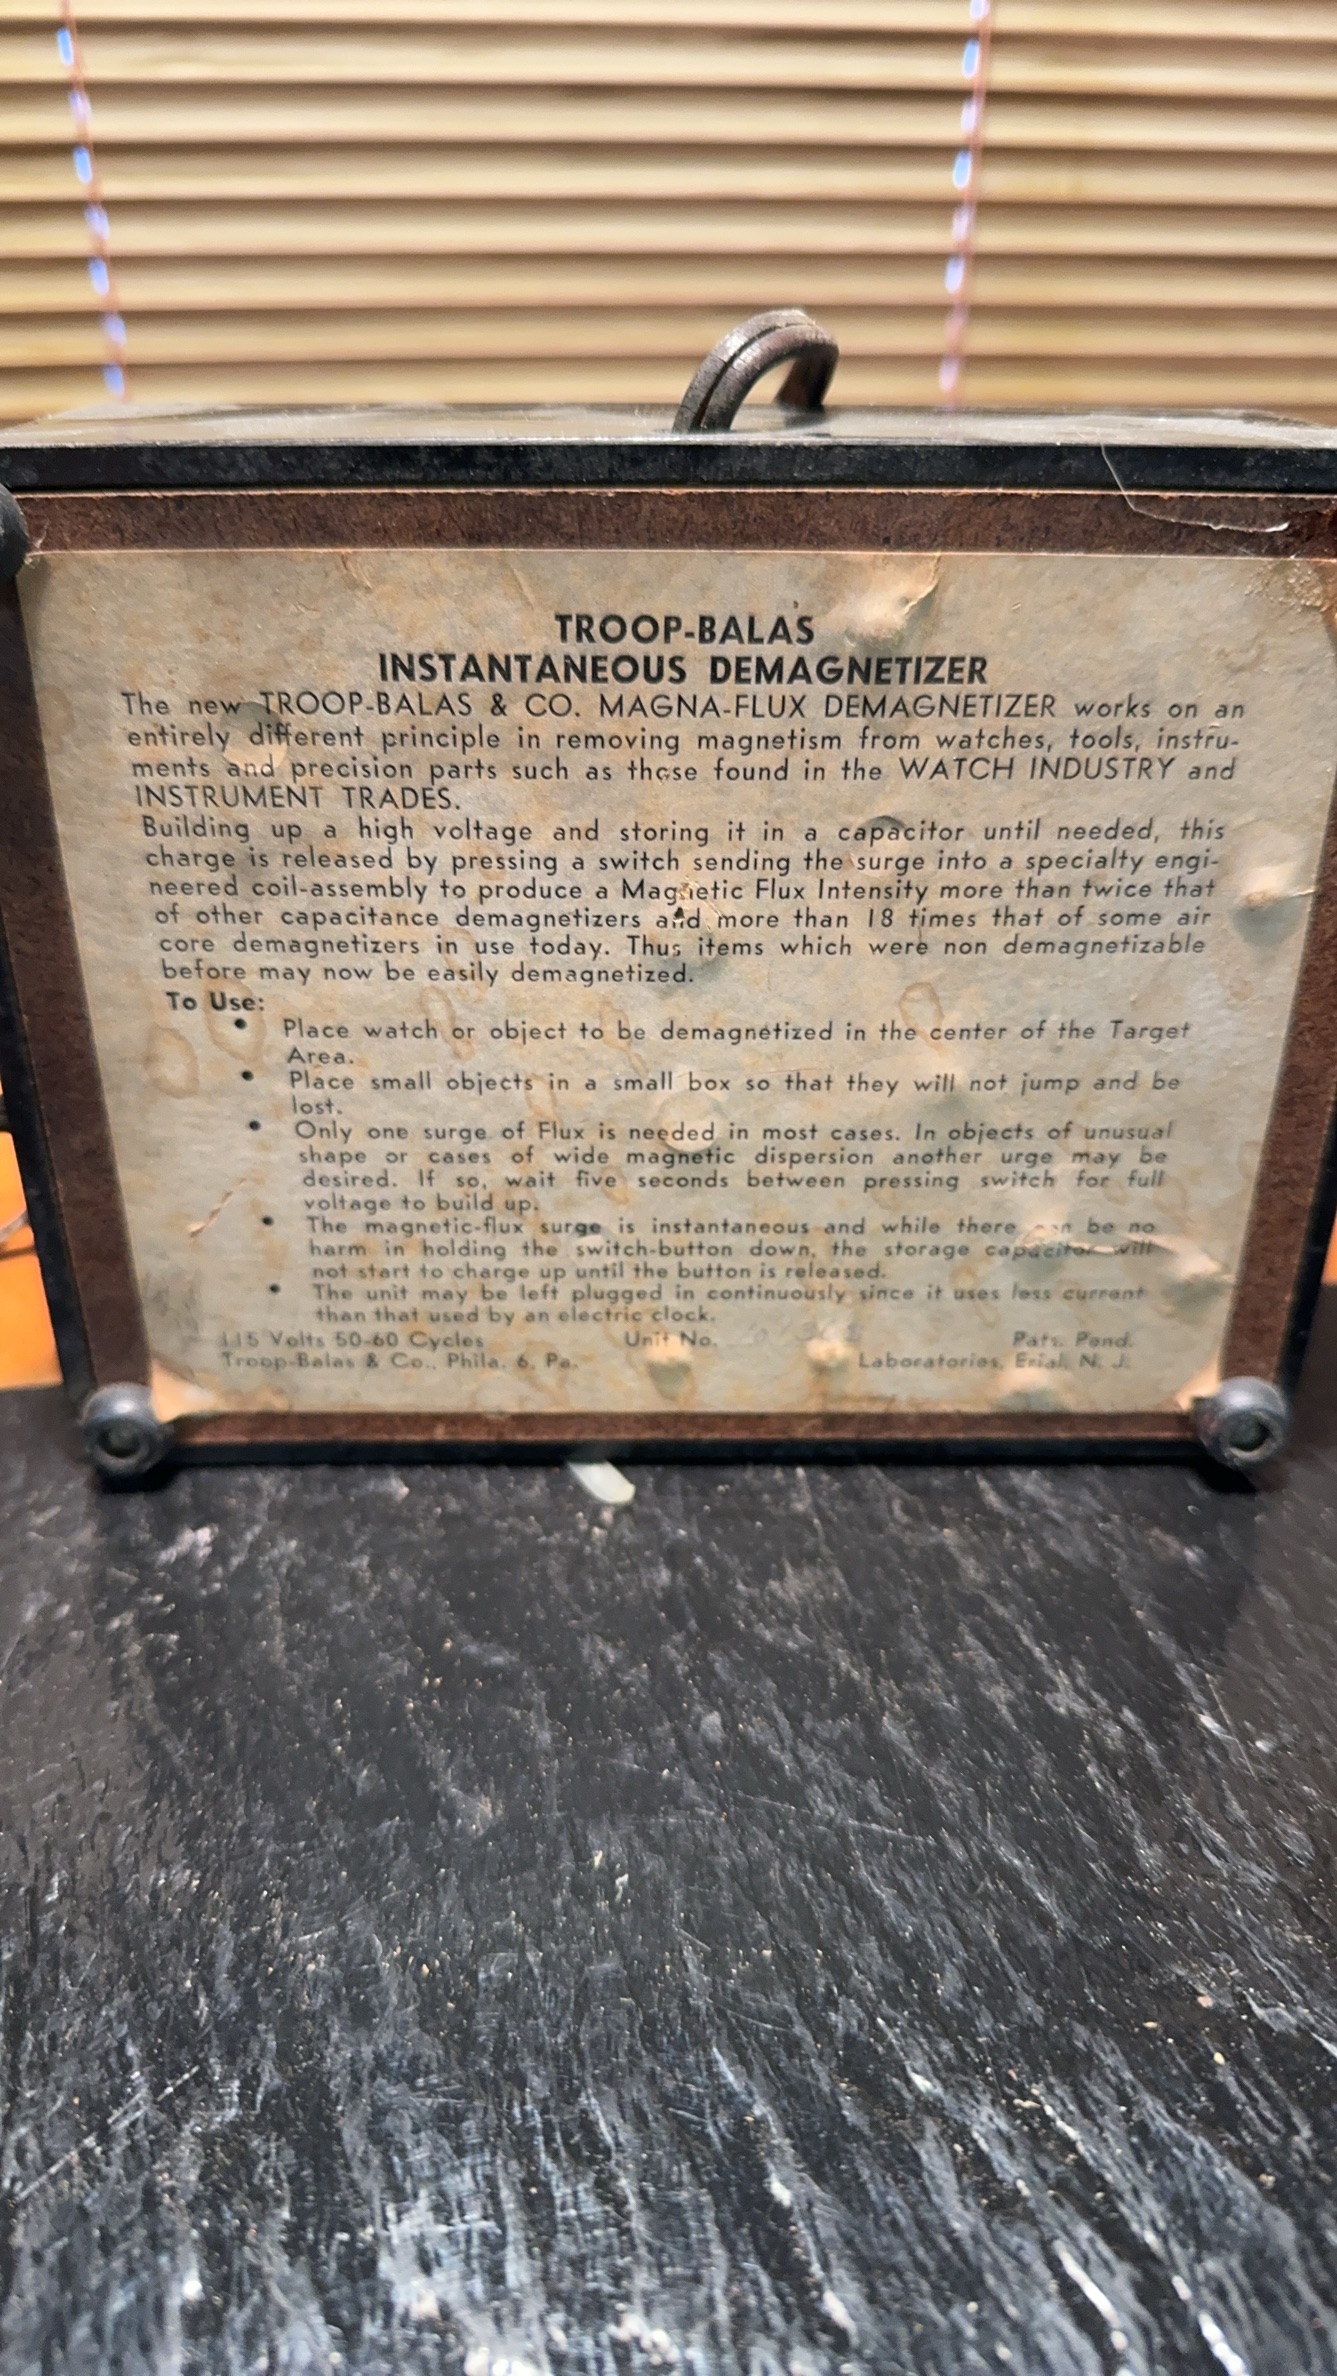 TROOP-BALAS
INSTANTANEOUS DEMAGNETIZER
The new TROOP-BALAS & CO. MAGNA-FLUX DEMAGNETIZER works on an
entirely different principle in removing magnetism from watches, tools, instru-
ments and precision parts such as those found in the WATCH INDUSTRY and
INSTRUMENT TRADES.
Building up a high voltage and storing it in a capacitor until needed, this
charge is released by pressing a switch sending the surge into a specialty engi-
neered coil-assembly to produce a Magnetic Flux Intensity more than twice that
of other capacitance demagnetizers and more than 18 times that of some air
core demagnetizers in use today. Thus items which were non demagnetizable
before may now be easily demagnetized.
To Use:
• Place watch or object to be demagnetized in the center of the Target
Area.
• Place small objects in a small box so that they will not jump and be
lost.
• Only one surge of Flux is needed in most cases. In objects of unusual
shape or cases of wide magnetic dispersion another urge may be
desired. If so, wait five seconds between pressing switch for full
voltage to build up.
• The magnetic-flux surge is instantaneous and while there can be no
harm in holding the switch-button down, the storage capacitor will
not start to charge up until the button is released.
• The unit may be left plugged in continuously since it uses less current
than that used by an electric clock.
115 Volts 50-60 Cycles Unit No. Pats. Pend.
Troop-Balas & Co., Phila. 6, Pa. Laboratories, Erial, N. J.